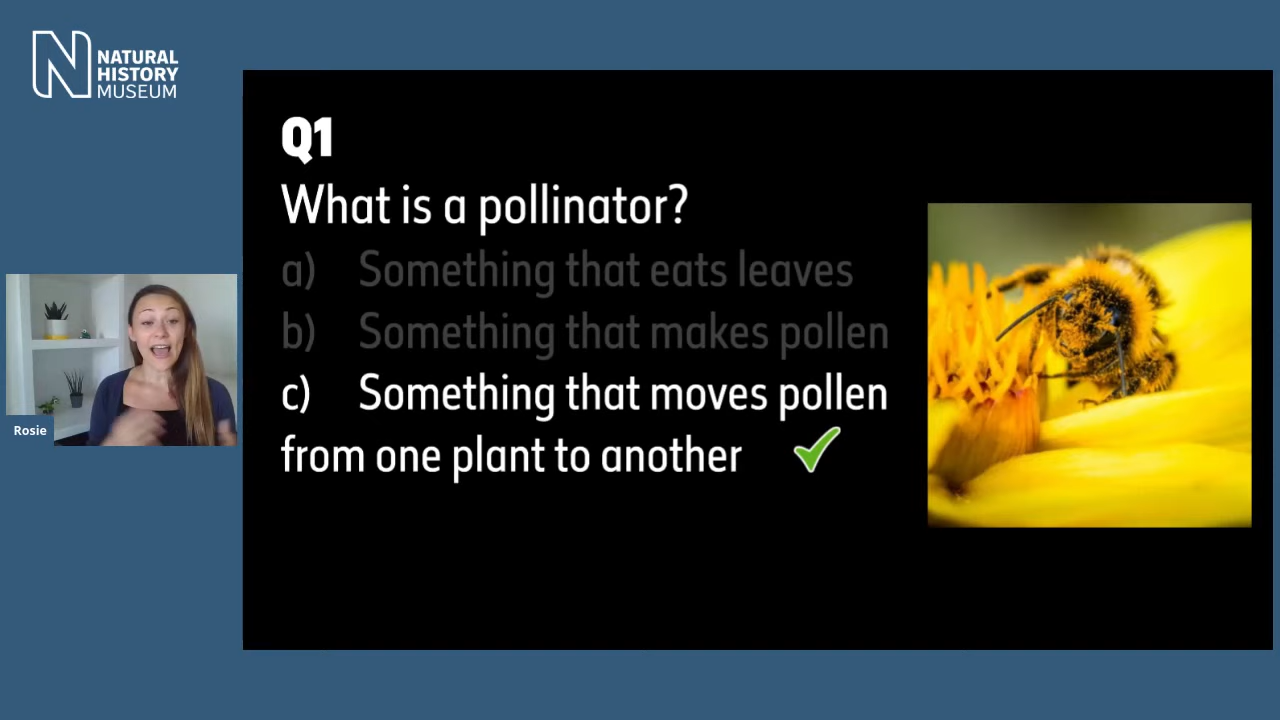 NATURAL
HISTORY
MUSEUM
Q1
What is a pollinator?
a) Something that eats leaves
b) Something that makes pollen
c) Something that moves pollen
from one plant to another
Rosie